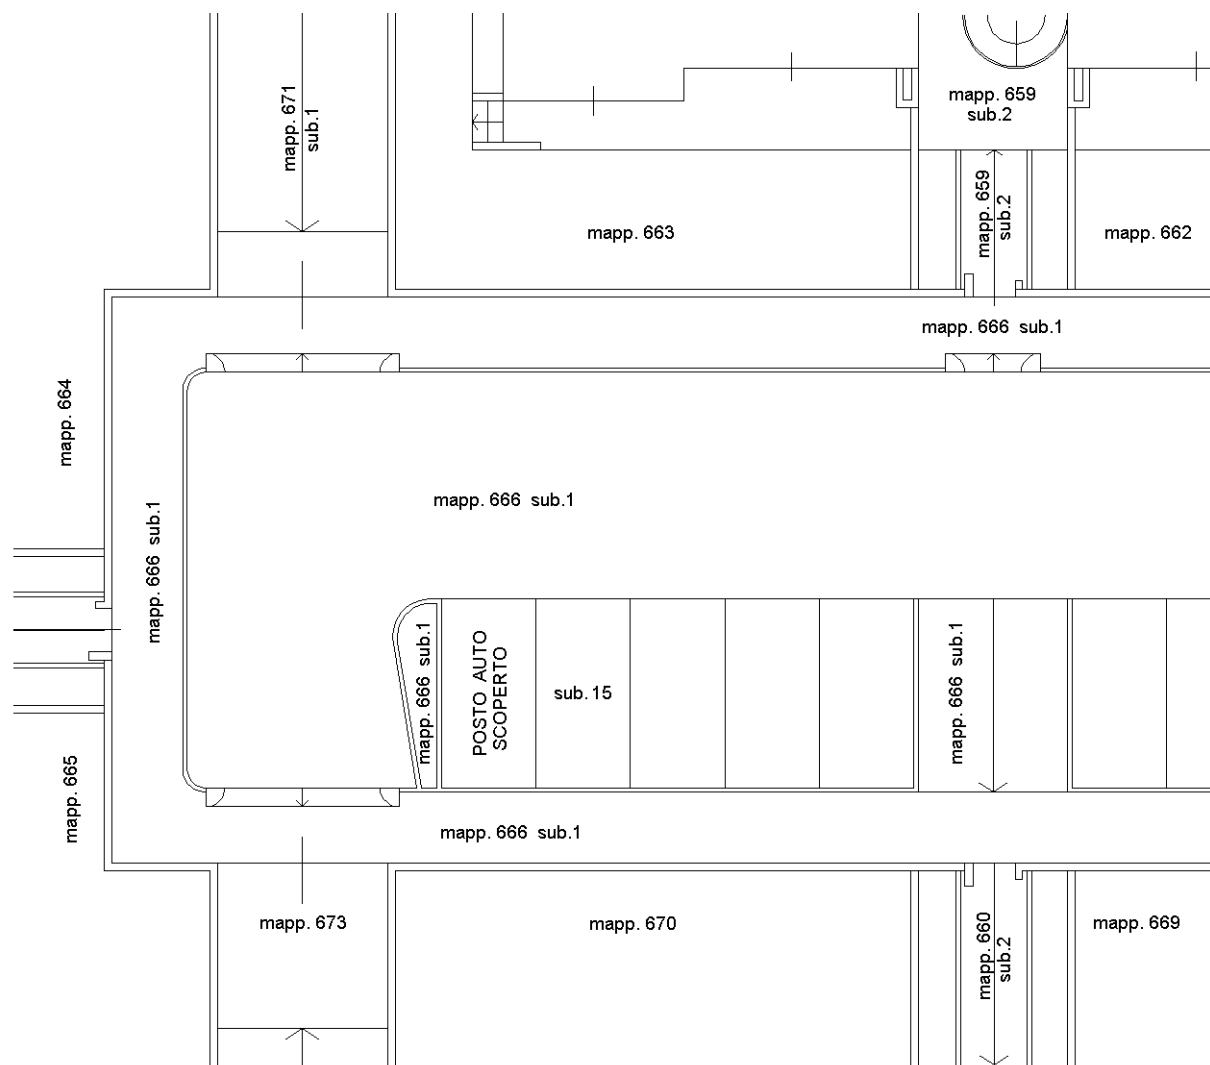 mapp. 671
sub.1
mapp. 659
sub.2
mapp. 659
sub.2
mapp. 663
mapp. 662
mapp. 666 sub.1
mapp. 664
mapp. 666 sub.1
mapp. 666 sub.1
mapp. 666 sub.1
POSTO AUTO
SCOPERTO
sub. 15
mapp. 666 sub.1
mapp. 665
mapp. 666 sub.1
mapp. 673
mapp. 670
mapp. 660
sub.2
mapp. 669